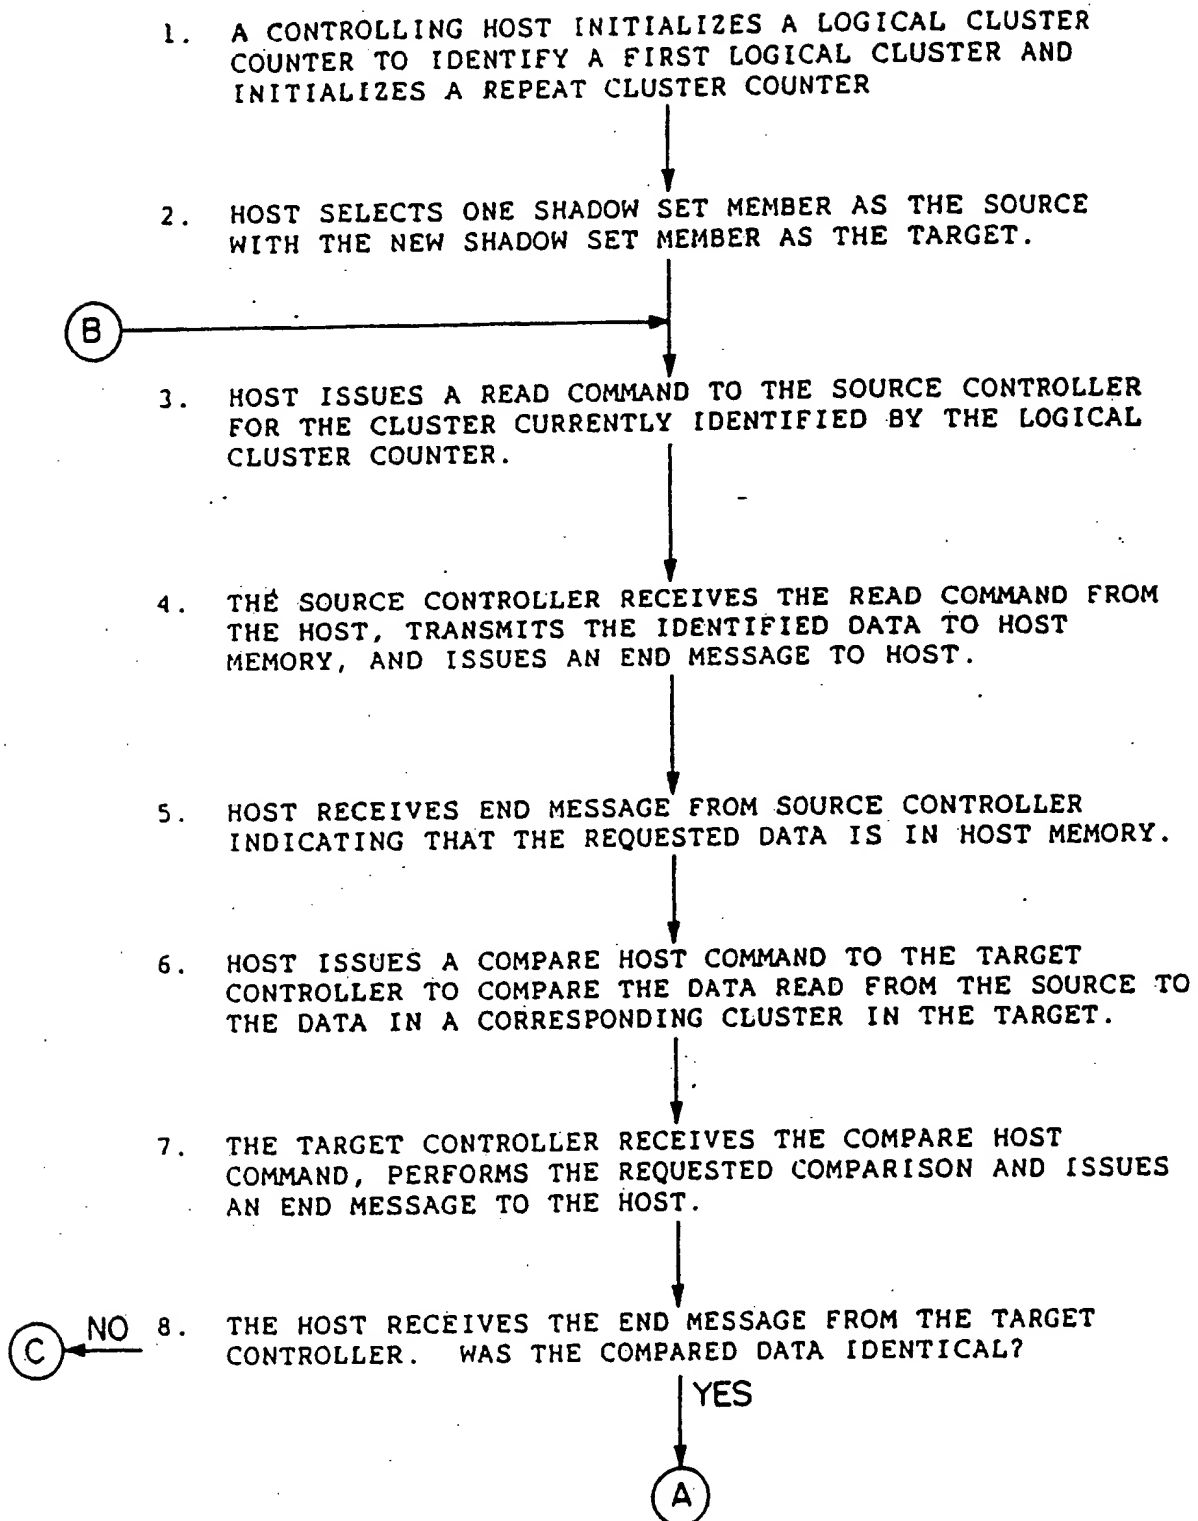 1. A CONTROLLING HOST INITIALIZES A LOGICAL CLUSTER
COUNTER TO IDENTIFY A FIRST LOGICAL CLUSTER AND
INITIALIZES A REPEAT CLUSTER COUNTER
2. HOST SELECTS ONE SHADOW SET MEMBER AS THE SOURCE
WITH THE NEW SHADOW SET MEMBER AS THE TARGET.
B
3. HOST ISSUES A READ COMMAND TO THE SOURCE CONTROLLER
FOR THE CLUSTER CURRENTLY IDENTIFIED BY THE LOGICAL
CLUSTER COUNTER.
4. THE SOURCE CONTROLLER RECEIVES THE READ COMMAND FROM
THE HOST, TRANSMITS THE IDENTIFIED DATA TO HOST
MEMORY, AND ISSUES AN END MESSAGE TO HOST.
5. HOST RECEIVES END MESSAGE FROM SOURCE CONTROLLER
INDICATING THAT THE REQUESTED DATA IS IN HOST MEMORY.
6. HOST ISSUES A COMPARE HOST COMMAND TO THE TARGET
CONTROLLER TO COMPARE THE DATA READ FROM THE SOURCE TO
THE DATA IN A CORRESPONDING CLUSTER IN THE TARGET.
7. THE TARGET CONTROLLER RECEIVES THE COMPARE HOST
COMMAND, PERFORMS THE REQUESTED COMPARISON AND ISSUES
AN END MESSAGE TO THE HOST.
C NO 8. THE HOST RECEIVES THE END MESSAGE FROM THE TARGET
CONTROLLER. WAS THE COMPARED DATA IDENTICAL?
YES
A